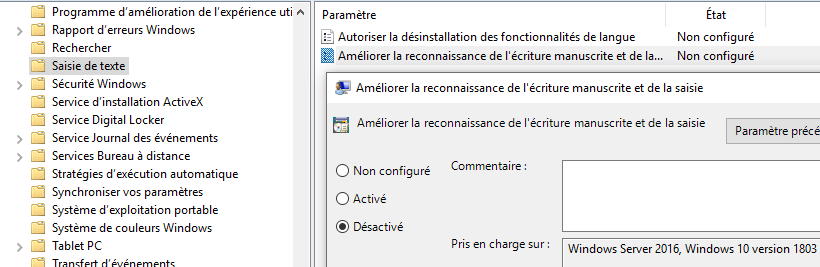 Programme d'amélioration de l'expérience uti
Rapport d'erreurs Windows
Rechercher
Saisie de texte
Sécurité Windows
Service d'installation ActiveX
Service Digital Locker
Service Journal des événements
Services Bureau à distance
Stratégies d'exécution automatique
Synchroniser vos paramètres
Système d'exploitation portable
Système de couleurs Windows
Tablet PC
Transfert d'événements
Paramètre État
Autoriser la désinstallation des fonctionnalités de langue Non configuré
Améliorer la reconnaissance de l'écriture manuscrite et de la... Non configuré
Améliorer la reconnaissance de l'écriture manuscrite et de la saisie
Améliorer la reconnaissance de l'écriture manuscrite et de la saisie
Paramètre précé
Non configuré
Commentaire :
Activé
Désactivé
Pris en charge sur :
Windows Server 2016, Windows 10 version 1803